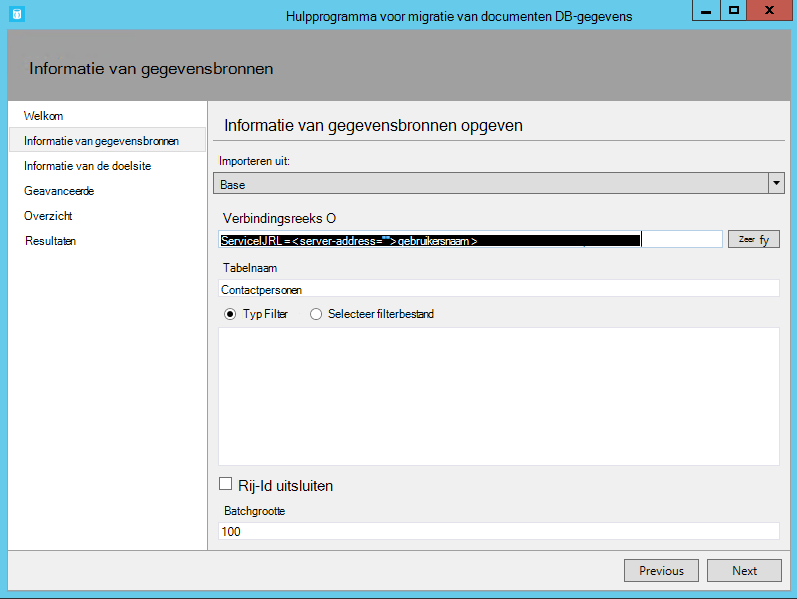 Hulpprogramma voor migratie van documenten DB-gegevens
Informatie van gegevensbronnen
Welkom
Informatie van gegevensbronnen
Informatie van de doelsite
Geavanceerde
Overzicht
Resultaten
Informatie van gegevensbronnen opgeven
Importeren uit:
Base
Verbindingsreeks O
ServiceIJRL=<server-address="">gebruikersnaam>
Zeer fy
Tabelnaam
Contactpersonen
Typ Filter
Selecteer filterbestand
Rij-Id uitsluiten
Batchgrootte
100
Previous
Next